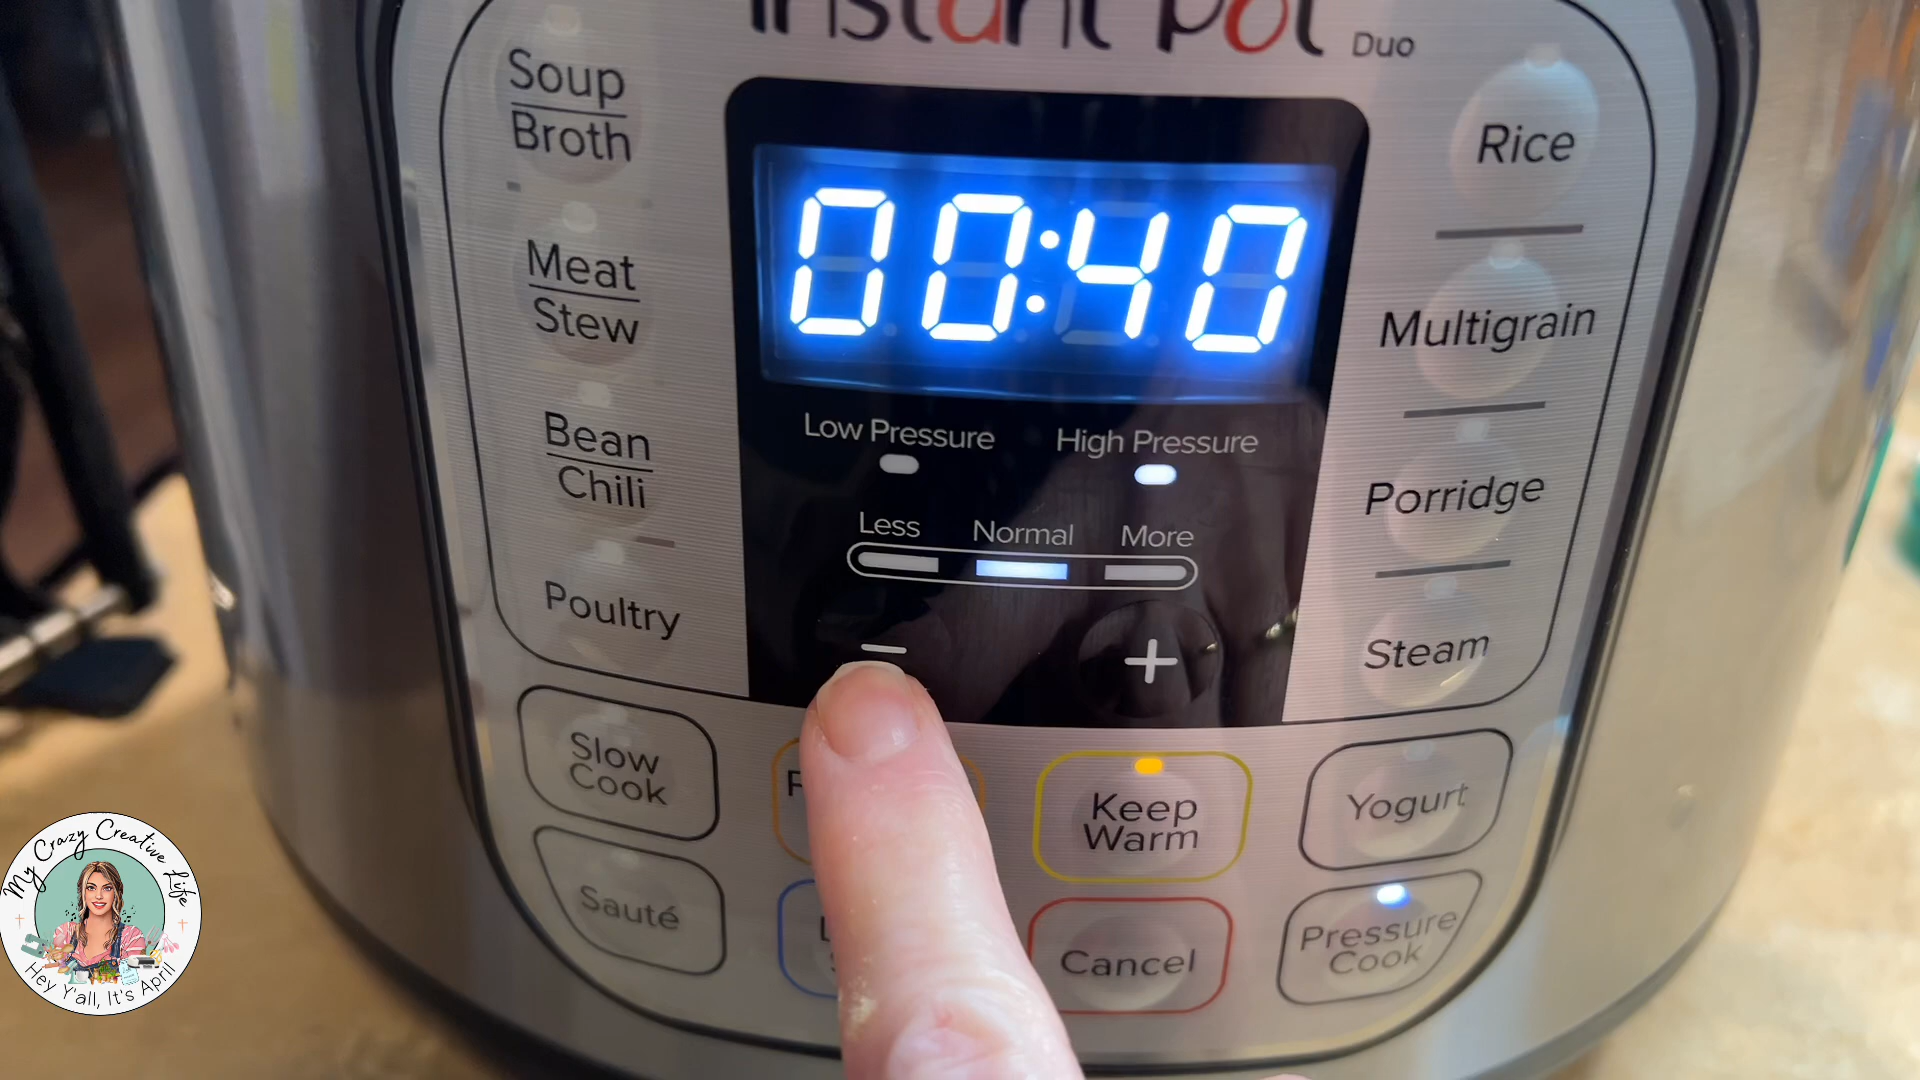 Instant Pot Duo
Soup
Broth
Meat
Stew
Bean
Chili
Poultry
00:40
Low Pressure
High Pressure
Less
Normal
More
−
+
Rice
Multigrain
Porridge
Steam
Slow
Cook
Keep
Warm
Yogurt
Sauté
Cancel
Pressure
Cook
My Crazy Creative Life
Hey Y'all, It's April